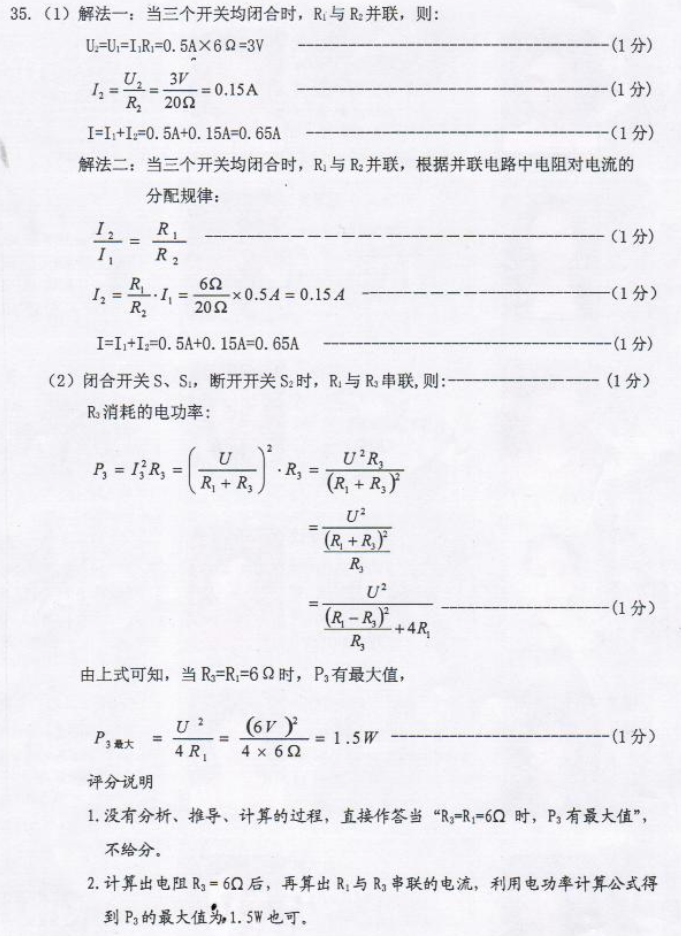 35.（1）解法一：当三个开关均闭合时，R₁与R₂并联，则：
U₂=U₁=I₁R₁=0.5A×6Ω=3V ------(1分)
I₂ = U₂/R₂ = 3V/20Ω = 0.15A ------(1分)
I=I₁+I₂=0.5A+0.15A=0.65A ------(1分)
解法二：当三个开关均闭合时，R₁与R₂并联，根据并联电路中电阻对电流的
分配规律：
I₂/I₁ = R₁/R₂ ------(1分)
I₂ = R₁/R₂ · I₁ = 6Ω/20Ω ×0.5A = 0.15A ------(1分)
I=I₁+I₂=0.5A+0.15A=0.65A ------(1分)
（2）闭合开关S、S₁，断开开关S₂时，R₁与R₃串联,则:------(1分)
R₃消耗的电功率：
P₃ = I₃²R₃ = (U/(R₁+R₃))² · R₃ = U²R₃/(R₁+R₃)²
= U²/((R₁+R₃)²/R₃)
= U²/((R₁−R₃)²/R₃ +4R₁) ------(1分)
由上式可知，当R₃=R₁=6Ω时，P₃有最大值，
P₃最大 = U²/4R₁ = (6V)²/4×6Ω = 1.5W ------(1分)
评分说明
1.没有分析、推导、计算的过程，直接作答当“R₃=R₁=6Ω时，P₃有最大值”，
不给分。
2.计算出电阻R₃=6Ω后，再算出R₁与R₃串联的电流，利用电功率计算公式得
到P₃的最大值为1.5W也可。